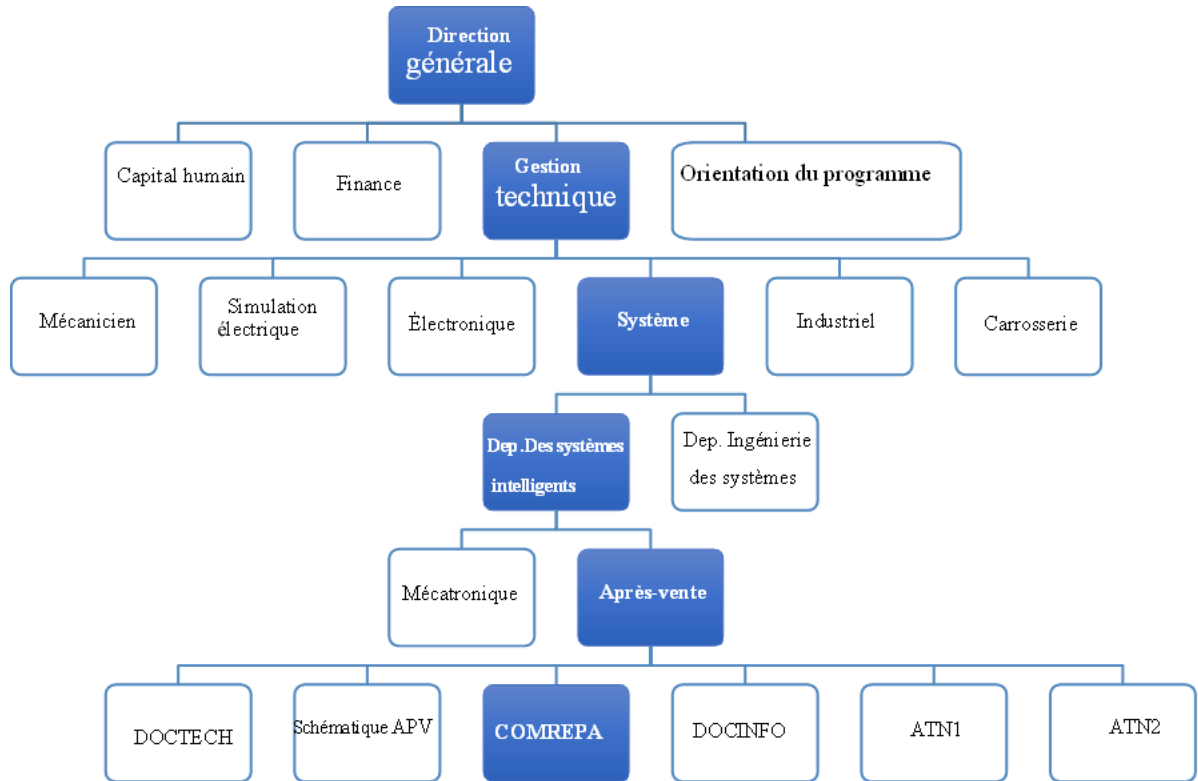 Direction
générale
Capital humain
Finance
Gestion
technique
Orientation du programme
Mécanicien
Simulation
électrique
Électronique
Système
Industriel
Carrosserie
Dep.Des systèmes
intelligents
Dep. Ingénierie
des systèmes
Mécatronique
Après-vente
DOCTECH
Schématique APV
COMREPA
DOCINFO
ATN1
ATN2